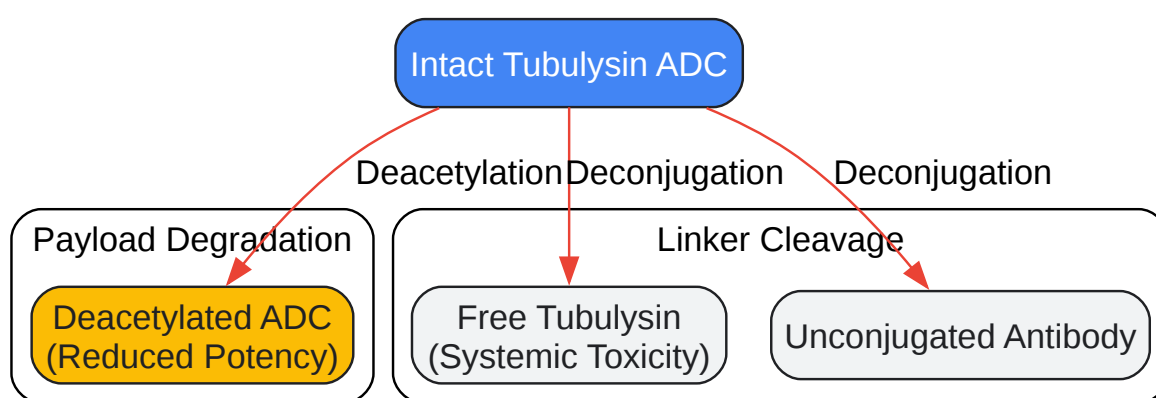 Intact Tubulysin ADC
Deacetylation
Deconjugation
Deconjugation
Payload Degradation
Linker Cleavage
Deacetylated ADC
(Reduced Potency)
Free Tubulysin
(Systemic Toxicity)
Unconjugated Antibody